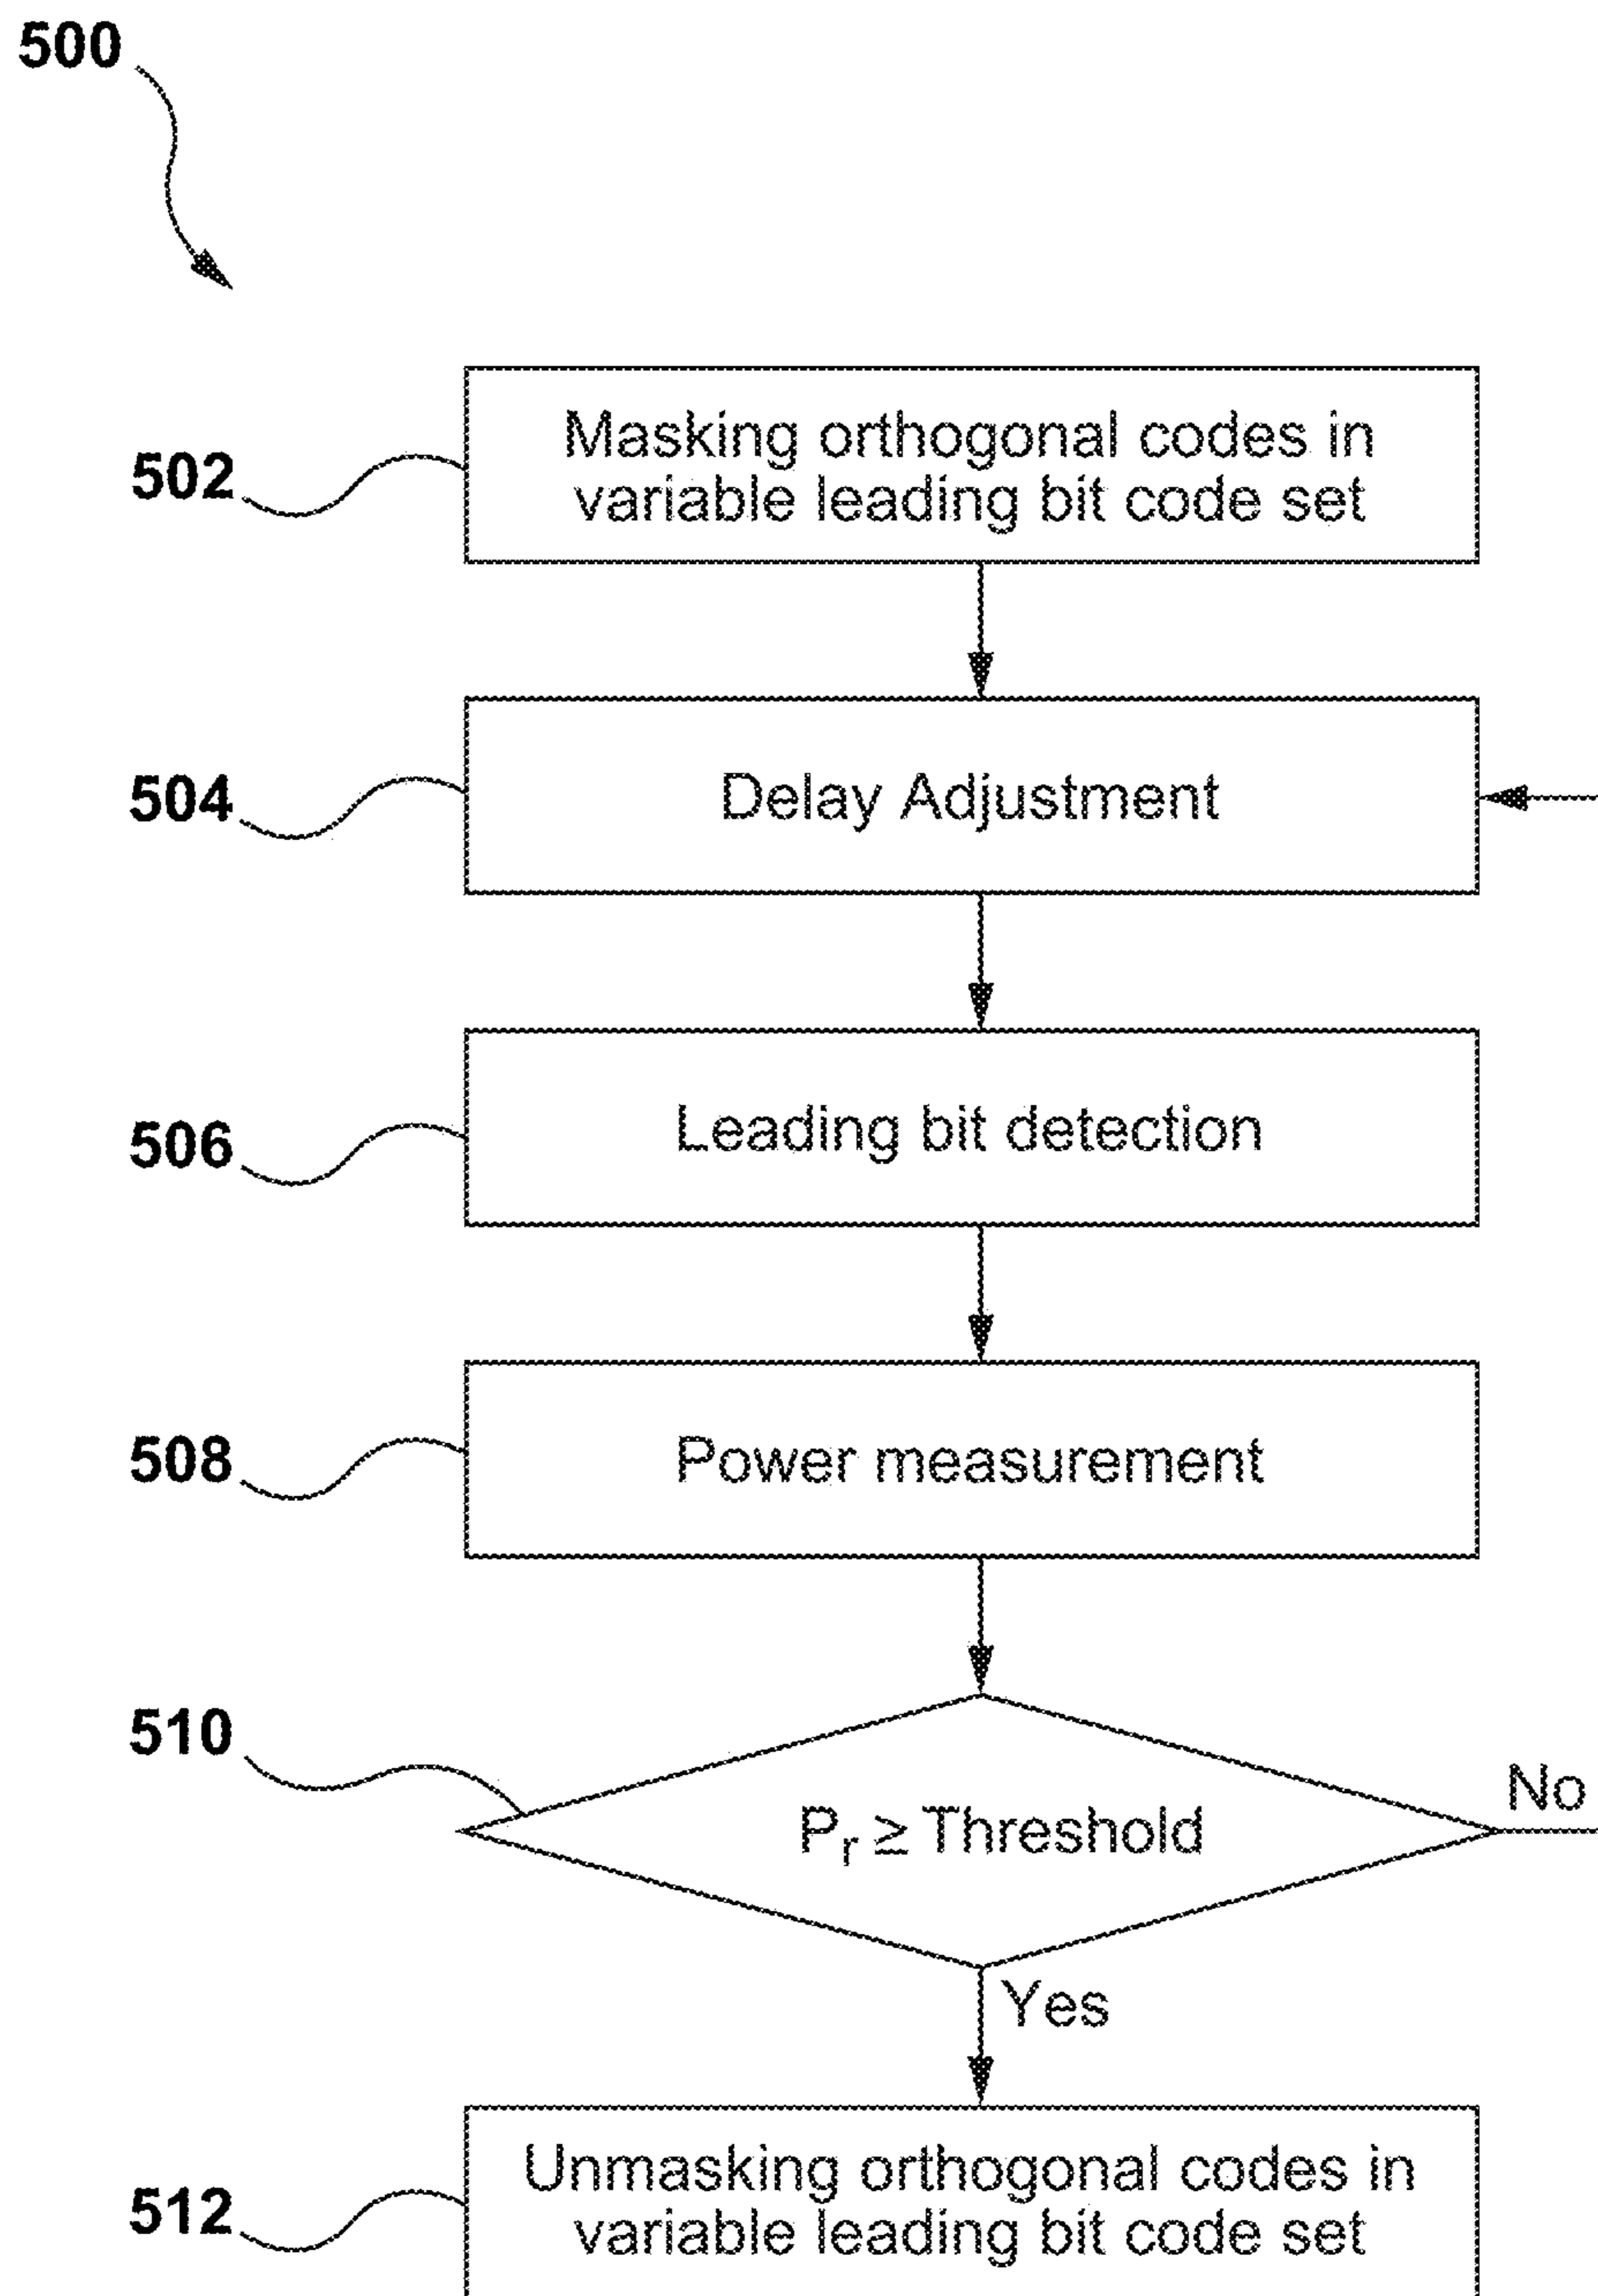 500
502
Masking orthogonal codes in
variable leading bit code set
504
Delay Adjustment
506
Leading bit detection
508
Power measurement
510
Pr ≥ Threshold
No
Yes
512
Unmasking orthogonal codes in
variable leading bit code set